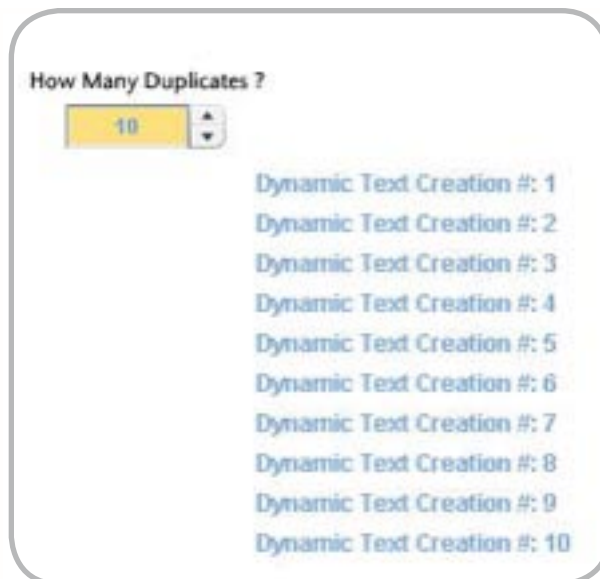 How Many Duplicates ?
10
Dynamic Text Creation #: 1
Dynamic Text Creation #: 2
Dynamic Text Creation #: 3
Dynamic Text Creation #: 4
Dynamic Text Creation #: 5
Dynamic Text Creation #: 6
Dynamic Text Creation #: 7
Dynamic Text Creation #: 8
Dynamic Text Creation #: 9
Dynamic Text Creation #: 10